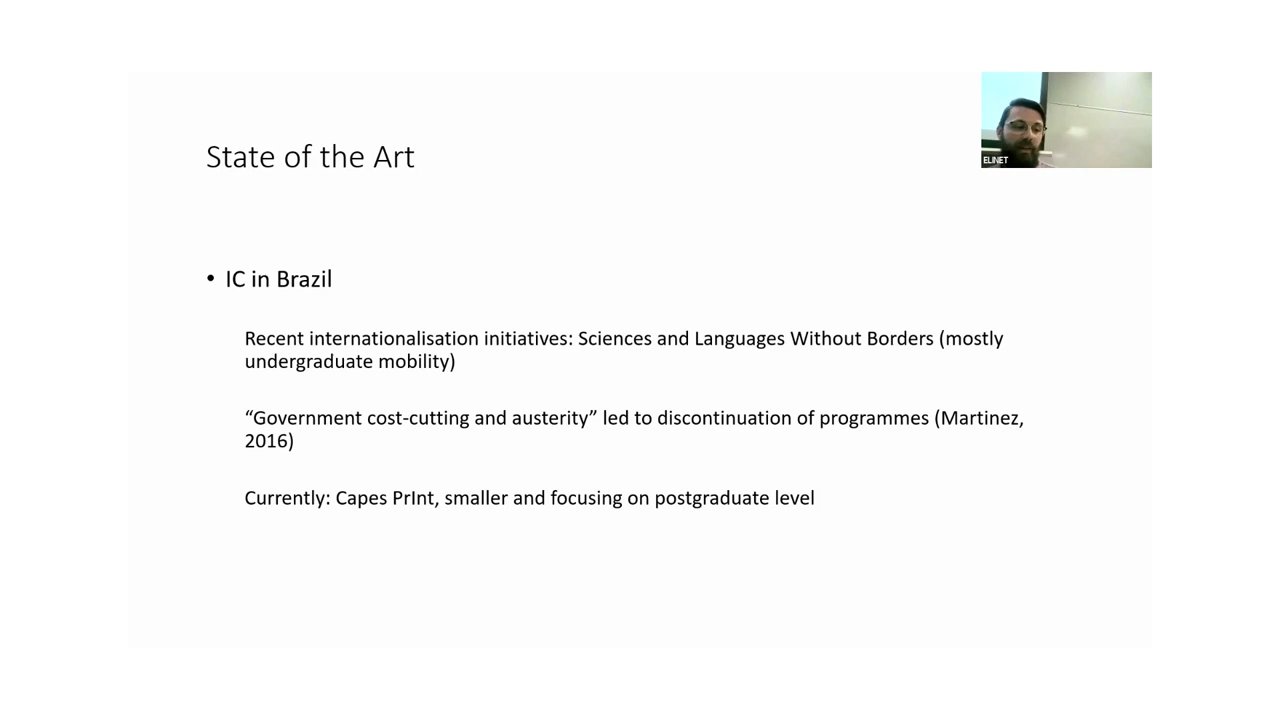 ELINET
State of the Art
• IC in Brazil
Recent internationalisation initiatives: Sciences and Languages Without Borders (mostly
undergraduate mobility)
“Government cost-cutting and austerity” led to discontinuation of programmes (Martinez,
2016)
Currently: Capes PrInt, smaller and focusing on postgraduate level